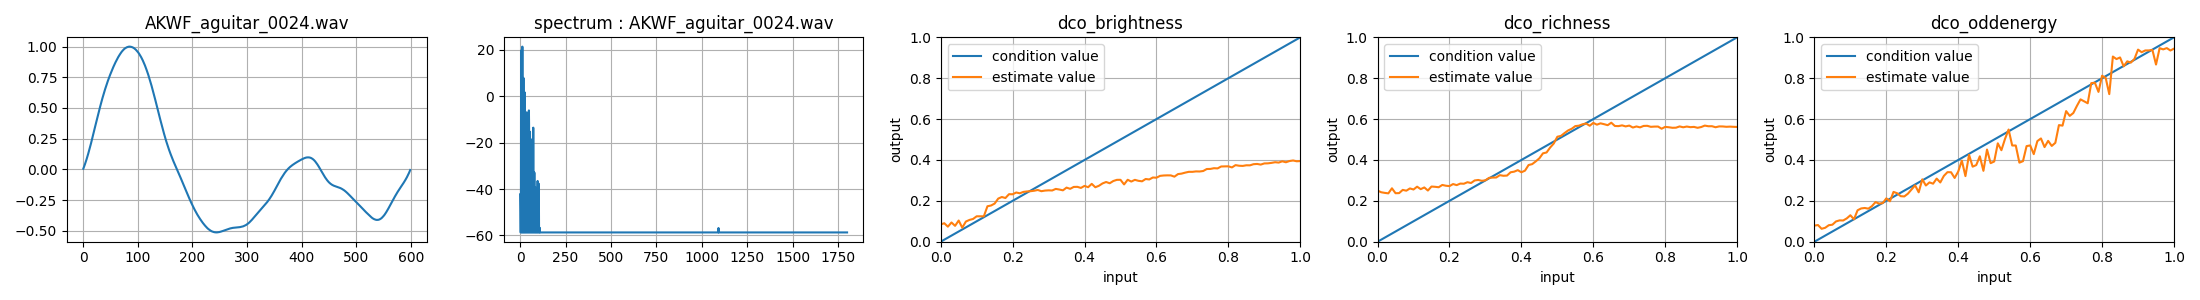 AKWF_aguitar_0024.wav
1.00
0.75
0.50
0.25
0.00
−0.25
−0.50
0 100 200 300 400 500 600
spectrum : AKWF_aguitar_0024.wav
20
0
−20
−40
−60
0 250 500 750 1000 1250 1500 1750
dco_brightness
condition value
estimate value
output
1.0
0.8
0.6
0.4
0.2
0.0
0.0 0.2 0.4 0.6 0.8 1.0
input
dco_richness
condition value
estimate value
output
1.0
0.8
0.6
0.4
0.2
0.0
0.0 0.2 0.4 0.6 0.8 1.0
input
dco_oddenergy
condition value
estimate value
output
1.0
0.8
0.6
0.4
0.2
0.0
0.0 0.2 0.4 0.6 0.8 1.0
input